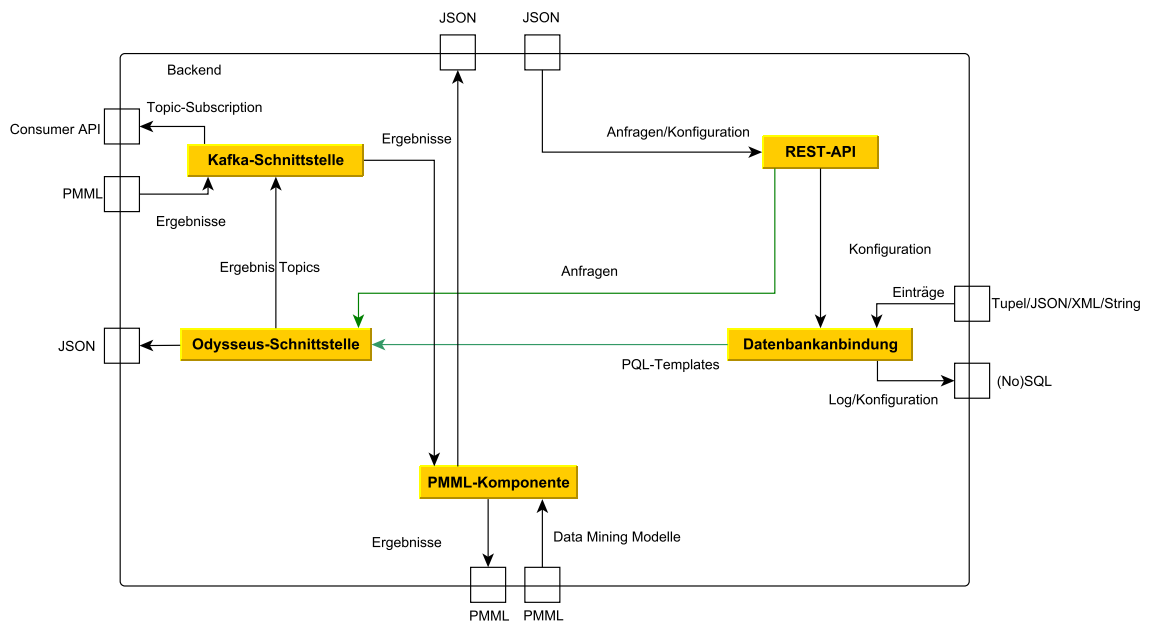 JSON
JSON
Backend
Topic-Subscription
Consumer API
Anfragen/Konfiguration
Ergebnisse
REST-API
Kafka-Schnittstelle
PMML
Ergebnisse
Konfiguration
Ergebnis Topics
Anfragen
Einträge
Tupel/JSON/XML/String
JSON
Odysseus-Schnittstelle
Datenbankanbindung
PQL-Templates
(No)SQL
Log/Konfiguration
PMML-Komponente
Ergebnisse
Data Mining Modelle
PMML
PMML